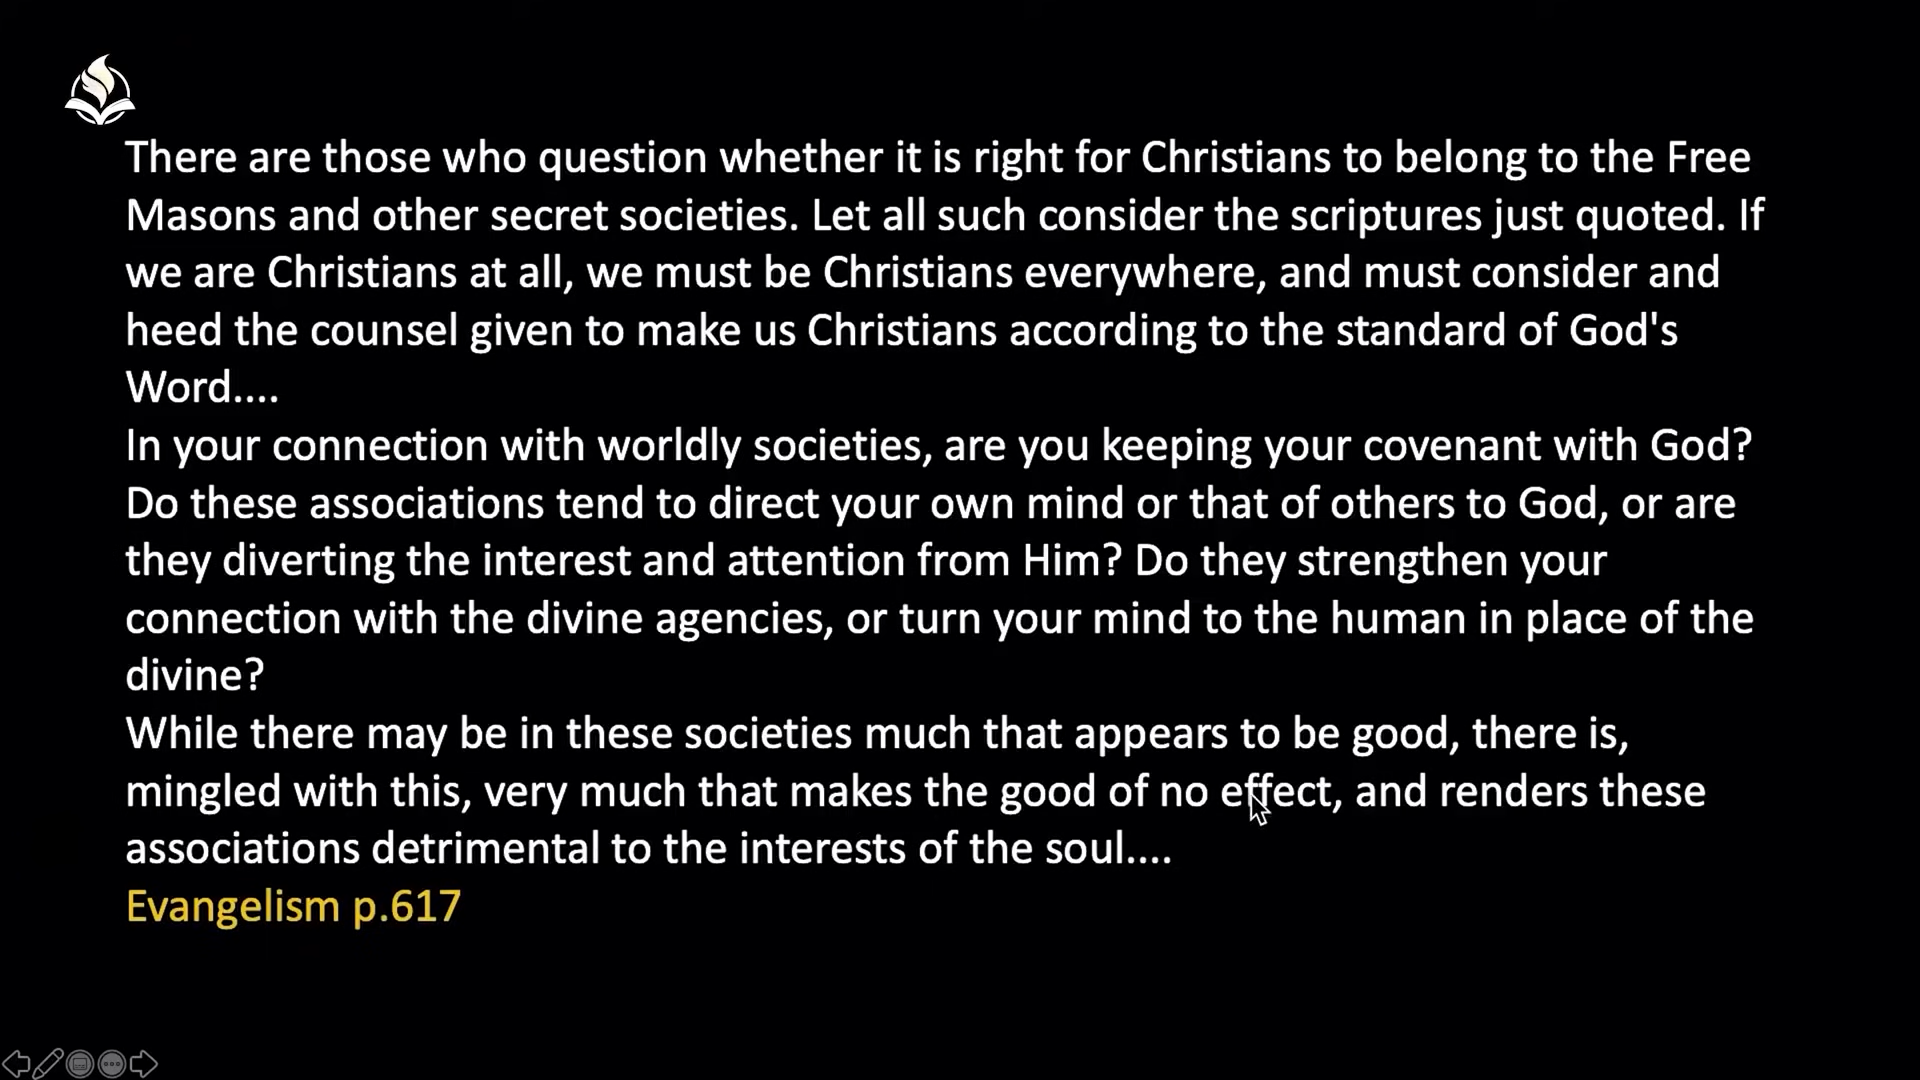 There are those who question whether it is right for Christians to belong to the Free
Masons and other secret societies. Let all such consider the scriptures just quoted. If
we are Christians at all, we must be Christians everywhere, and must consider and
heed the counsel given to make us Christians according to the standard of God's
Word....
In your connection with worldly societies, are you keeping your covenant with God?
Do these associations tend to direct your own mind or that of others to God, or are
they diverting the interest and attention from Him? Do they strengthen your
connection with the divine agencies, or turn your mind to the human in place of the
divine?
While there may be in these societies much that appears to be good, there is,
mingled with this, very much that makes the good of no effect, and renders these
associations detrimental to the interests of the soul....
Evangelism p.617